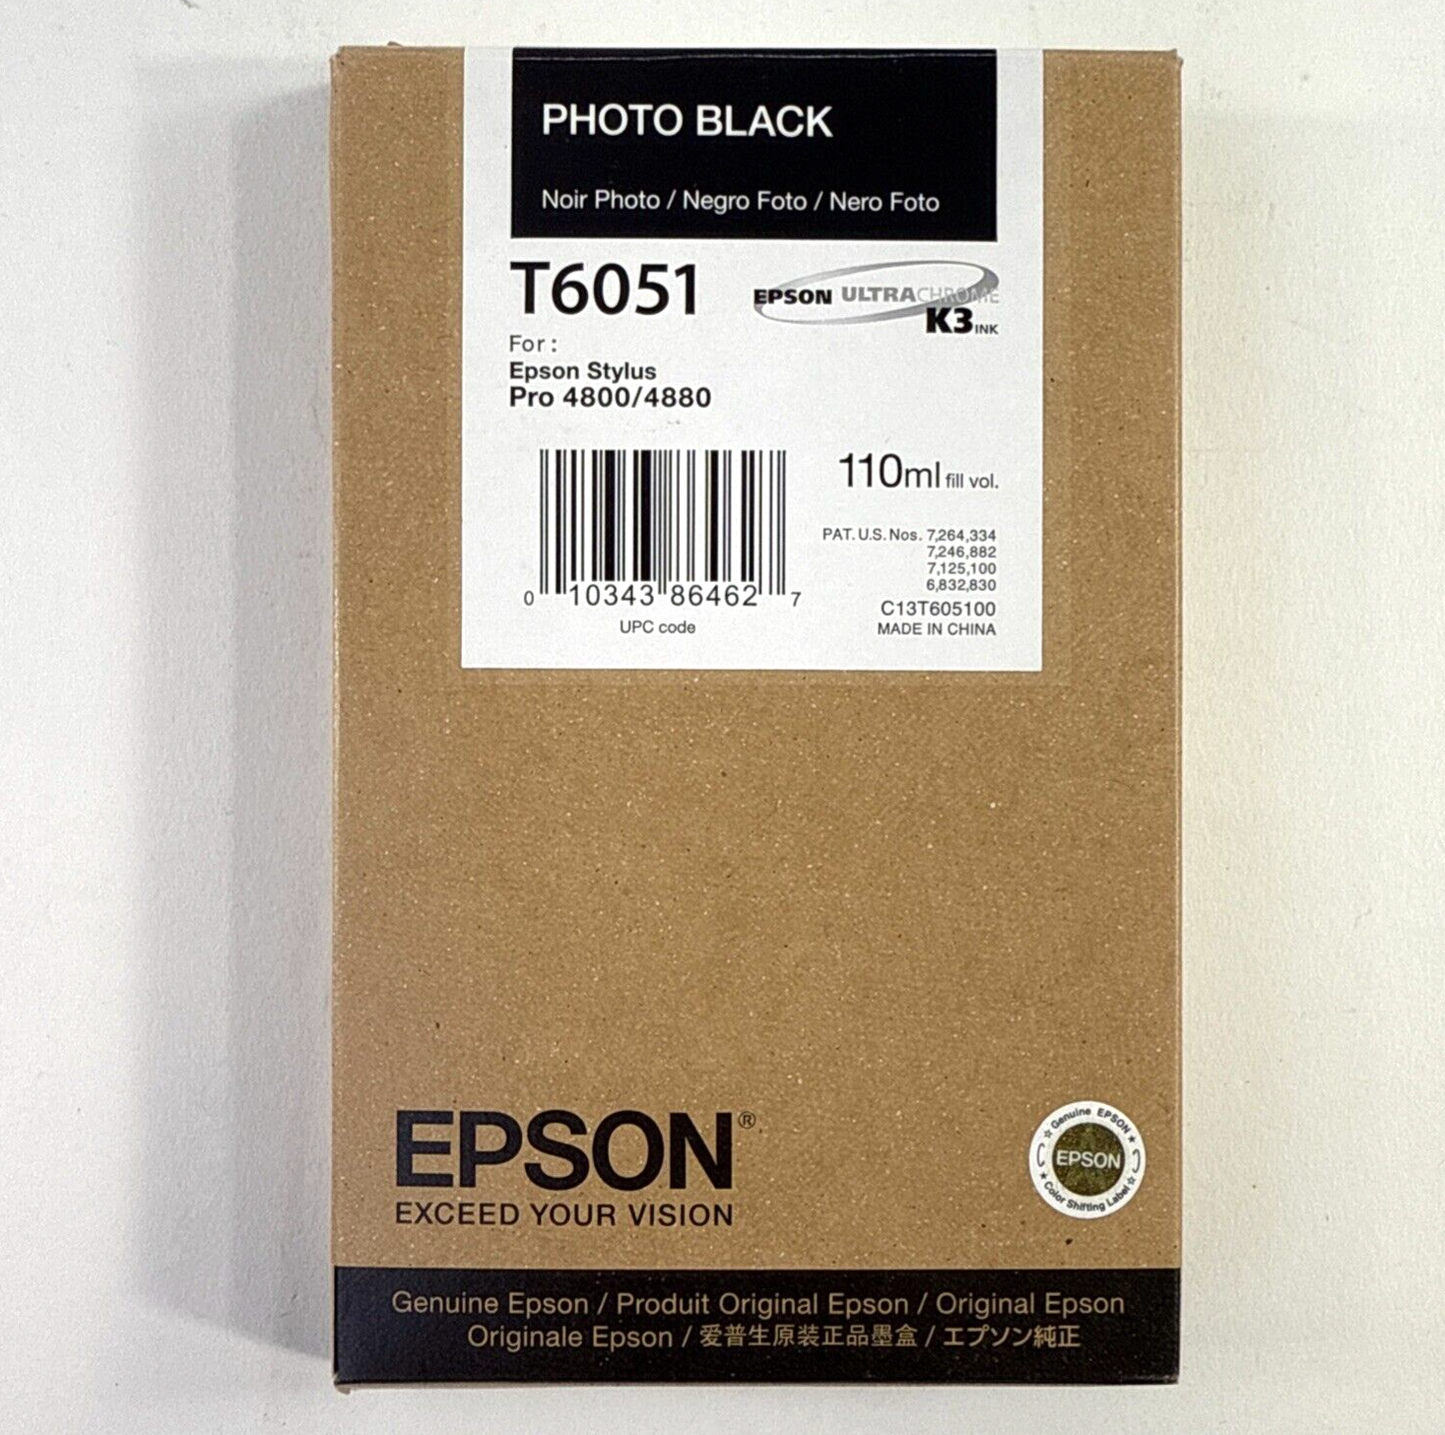 PHOTO BLACK
Noir Photo / Negro Foto / Nero Foto
T6051
EPSON ULTRACHROME
K3 INK
For :
Epson Stylus
Pro 4800/4880
110ml fill vol.
PAT. U.S. Nos. 7,264,334
7,246,882
7,125,100
6,832,830
C13T605100
MADE IN CHINA
0 10343 86462 7
UPC code
EPSON®
EXCEED YOUR VISION
☆ Genuine EPSON ★
EPSON
★ Color Shifting Label ☆
Genuine Epson / Produit Original Epson / Original Epson
Originale Epson / 爱普生原装正品墨盒 / エプソン純正